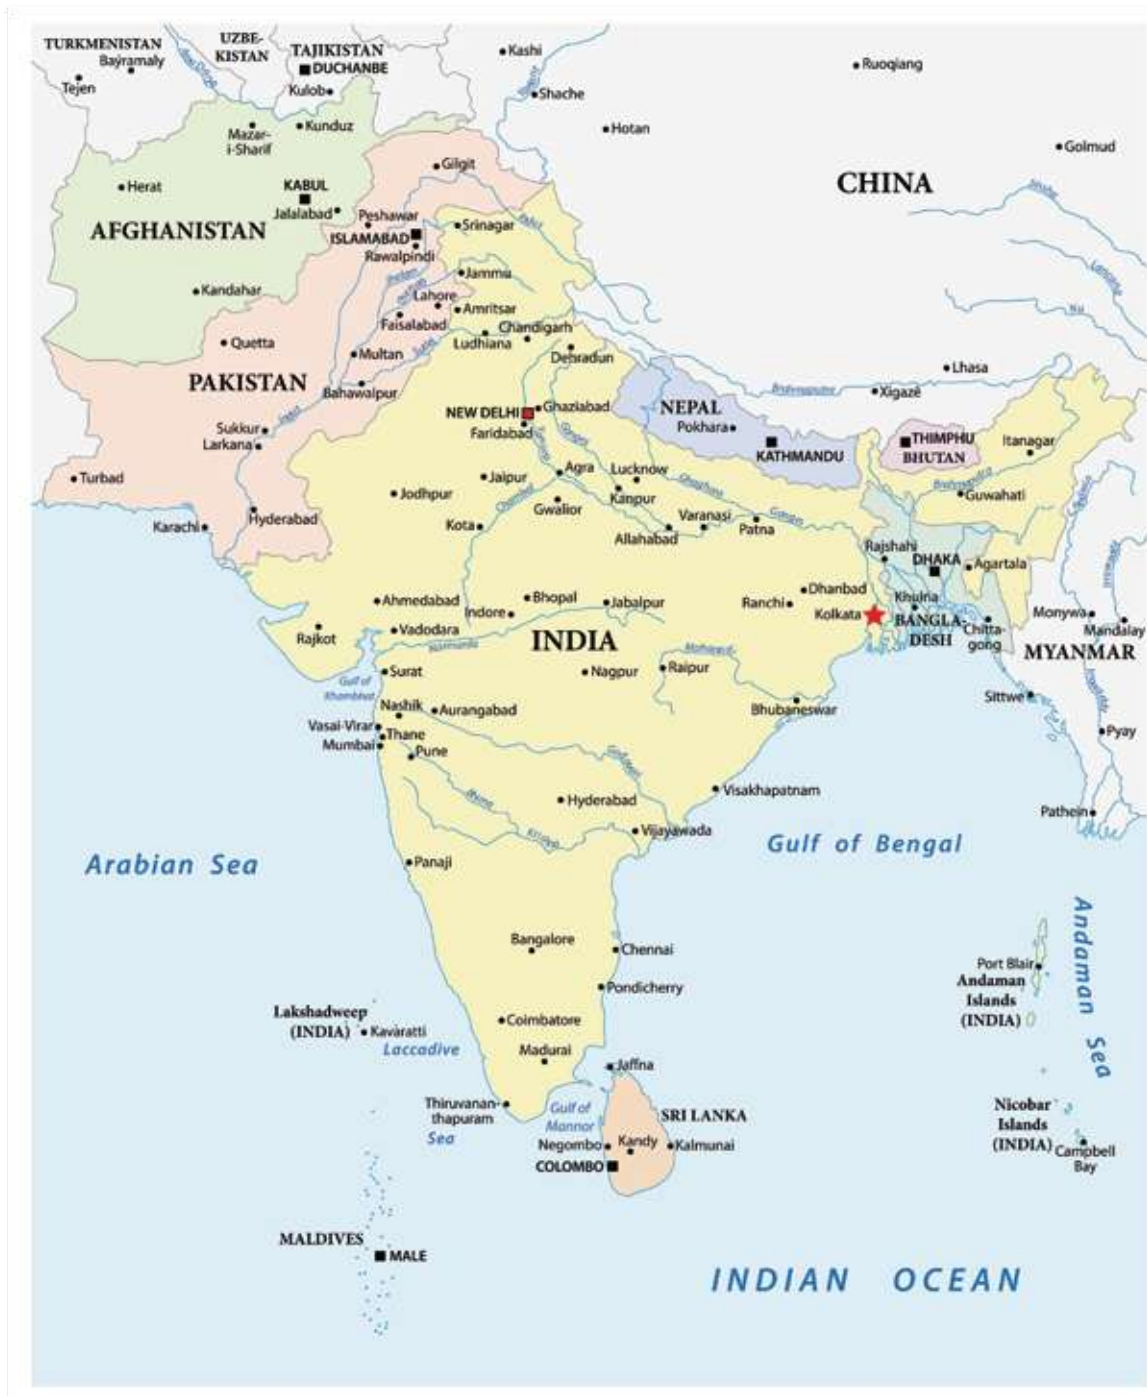 TURKMENISTAN
Bayramaly
Tejen
UZBE-
KISTAN
TAJIKISTAN
DUCHANBE
Kulob
Kashi
Shache
Hotan
Ruoqiang
Golmud
CHINA
Mazar-
i-Sharif
Kunduz
Herat
KABUL
Jalalabad
AFGHANISTAN
Kandahar
Gilgit
Peshawar
ISLAMABAD
Rawalpindi
Srinagar
Jammu
Lahore
Amritsar
Faisalabad
Chandigarh
Ludhiana
Dehradun
Quetta
Multan
Bahawalpur
PAKISTAN
Lhasa
Xigazê
Brahmaputra
NEW DELHI
Ghaziabad
Faridabad
NEPAL
Pokhara
KATHMANDU
THIMPHU
BHUTAN
Itanagar
Sukkur
Larkana
Turbad
Jaipur
Agra
Lucknow
Kanpur
Ghaghara
Brahmaputra
Guwahati
Jodhpur
Gwalior
Chambal
Karachi
Hyderabad
Kota
Allahabad
Varanasi
Patna
Rajshahi
DHAKA
Agartala
Ahmedabad
Bhopal
Indore
Jabalpur
Ranchi
Dhanbad
Kolkata
Khulna
BANGLA-
DESH
Chitta-
gong
Monywa
Mandalay
MYANMAR
Rajkot
Vadodara
INDIA
Surat
Gulf of
Khambhat
Nagpur
Raipur
Bhubaneswar
Sittwe
Nashik
Aurangabad
Vasai-Virar
Thane
Mumbai
Pune
Pyay
Hyderabad
Visakhapatnam
Vijayawada
Pathein
Arabian Sea
Panaji
Gulf of Bengal
Bangalore
Chennai
Port Blair
Andaman
Islands
(INDIA)
Andaman Sea
Pondicherry
Lakshadweep
(INDIA)
Kavaratti
Laccadive
Sea
Coimbatore
Madurai
Jaffna
Thiruvanan-
thapuram
Gulf of
Mannor
SRI LANKA
Negombo
Kandy
Kalmunai
COLOMBO
Nicobar
Islands
(INDIA)
Campbell
Bay
MALDIVES
MALE
INDIAN OCEAN